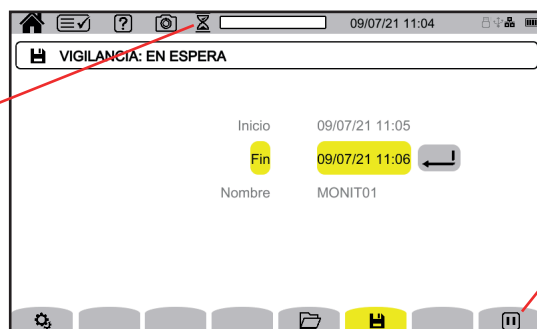 09/07/21 11:04
VIGILANCIA: EN ESPERA
Inicio 09/07/21 11:05
Fin 09/07/21 11:06
Nombre MONIT01